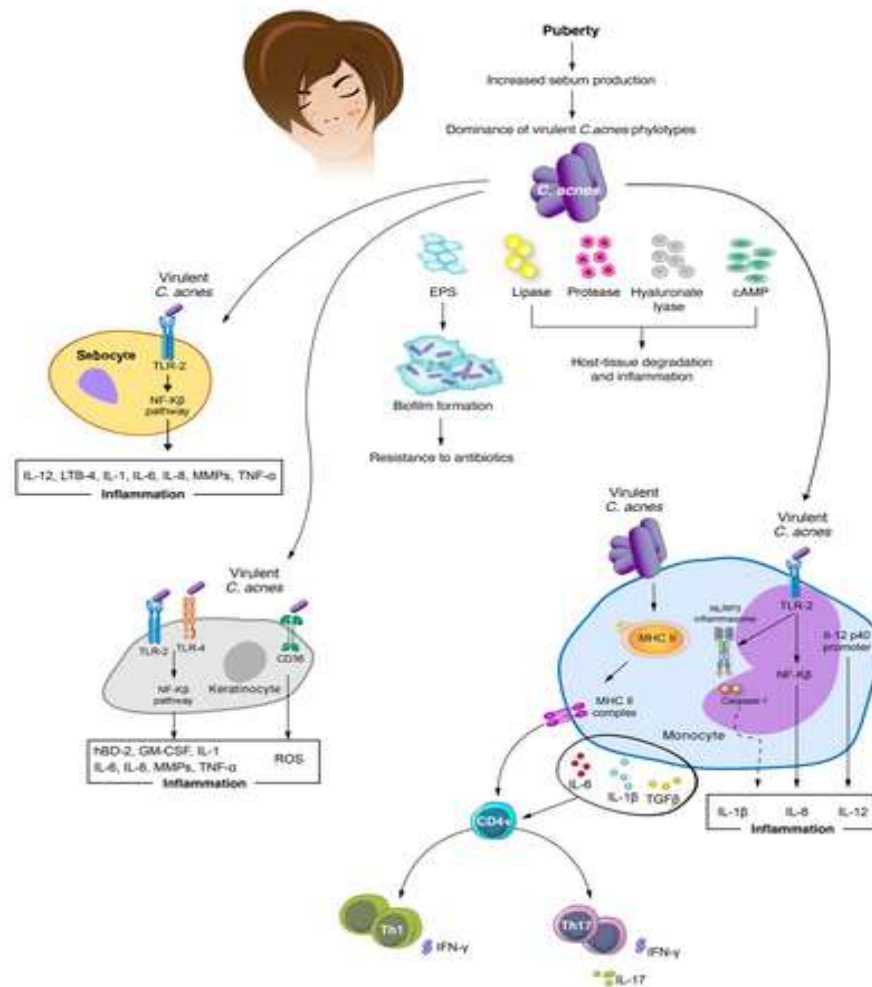 Puberty
Increased sebum production
Dominance of virulent C.acnes phylotypes
C. acnes
EPS
Lipase
Protease
Hyaluronate
lyase
cAMP
Host-tissue degradation
and inflammation
Biofilm formation
Resistance to antibiotics
Virulent
C. acnes
Sebocyte
TLR-2
NF-Kβ
pathway
IL-12, LTB-4, IL-1, IL-6, IL-8, MMPs, TNF-α
Inflammation
Virulent
C. acnes
TLR-2
TLR-4
CD36
Keratinocyte
NF-Kβ
pathway
hBD-2, GM-CSF, IL-1
IL-6, IL-8, MMPs, TNF-α
ROS
Inflammation
Virulent
C. acnes
Virulent
C. acnes
TLR-2
NLRP3
inflammasome
MHC II
Il-12 p40
promoter
NF-Kβ
Caspase-1
MHC II
complex
Monocyte
IL-6
IL-1β
TGFβ
IL-1β
IL-8
IL-12
Inflammation
CD4+
Th1
IFN-γ
Th17
IFN-γ
IL-17